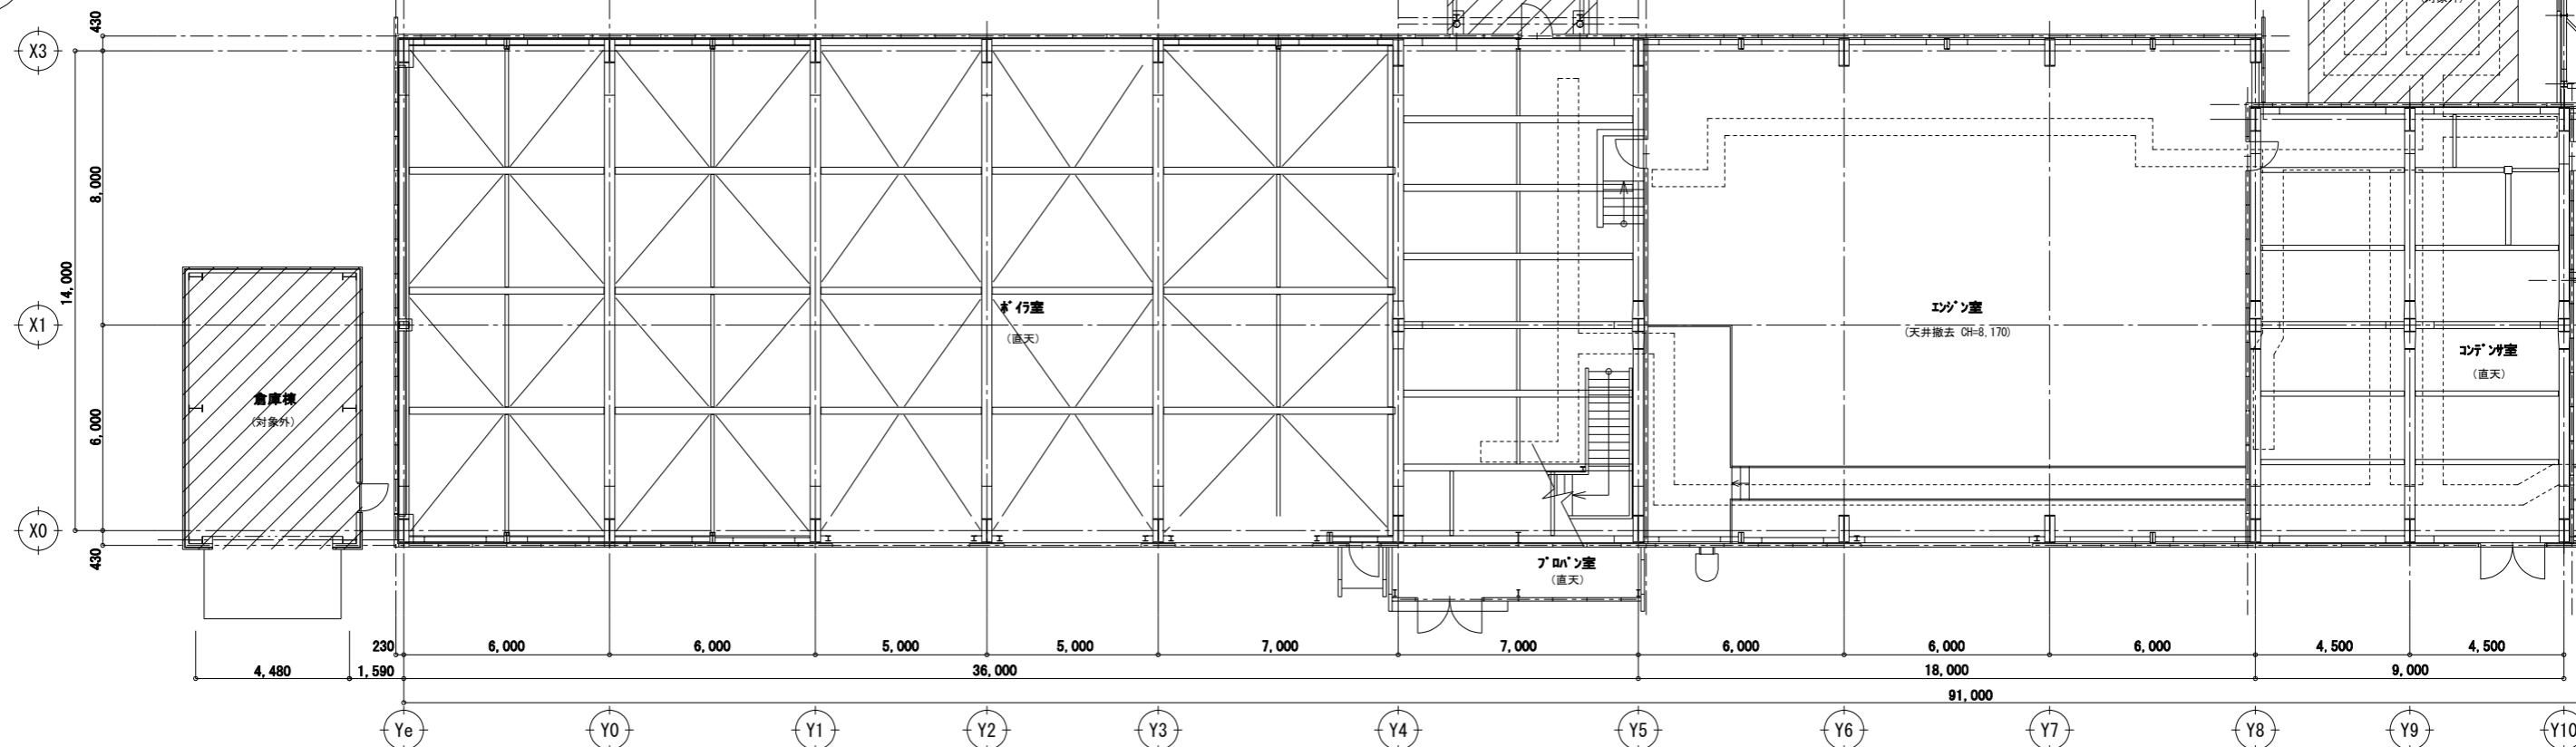 430
X3
8,000
14,000
X1
6,000
X0
430
倉庫棟
(対象外)
ボイラ室
(直天)
エンジン室
(天井撤去 CH=8,170)
コンデンサ室
(直天)
プロパン室
(直天)
230
6,000
6,000
5,000
5,000
7,000
7,000
6,000
6,000
6,000
4,500
4,500
4,480
1,590
36,000
18,000
9,000
91,000
Ye
Y0
Y1
Y2
Y3
Y4
Y5
Y6
Y7
Y8
Y9
Y10